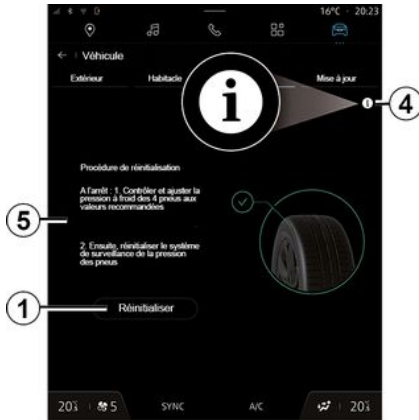 16°C · 20:23
← Véhicule
Extérieur
Habitacle
Mise à jour
i
i
4
Procédure de réinitialisation
A l'arrêt : 1. Contrôler et ajuster la
pression à froid des 4 pneus aux
valeurs recommandées
5
2. Ensuite, réinitialiser le système
de surveillance de la pression
des pneus
1
Réinitialiser
5
SYNC
A/C